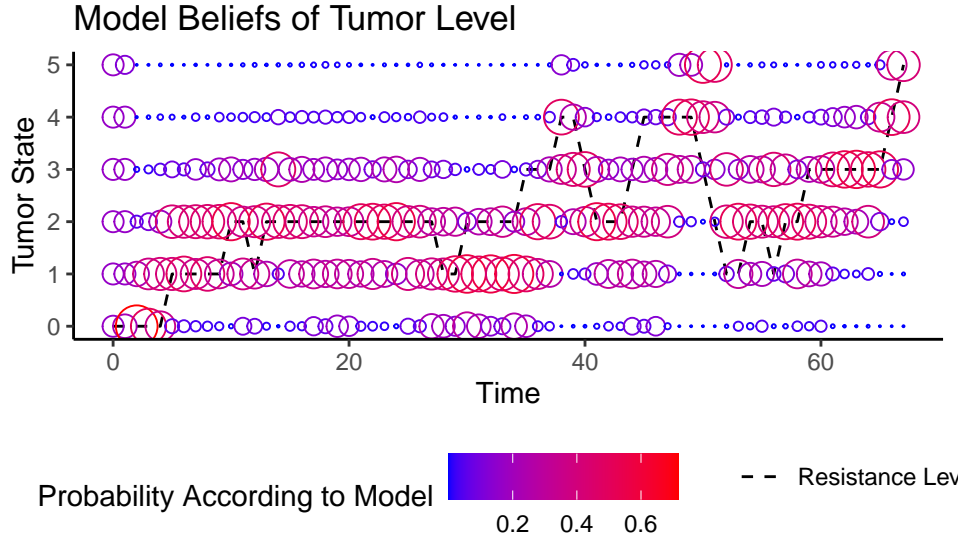 Model Beliefs of Tumor Level
Tumor State
5
4
3
2
1
0
0 20 40 60
Time
Probability According to Model
0.2 0.4 0.6
Resistance Lev